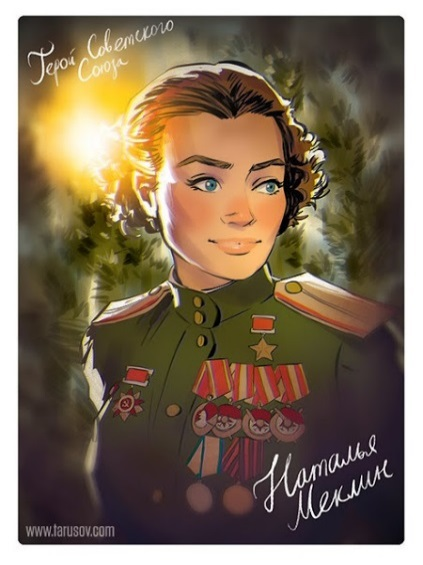 Герой Советского
Союза
Наталья
Меклин
www.tarusov.com